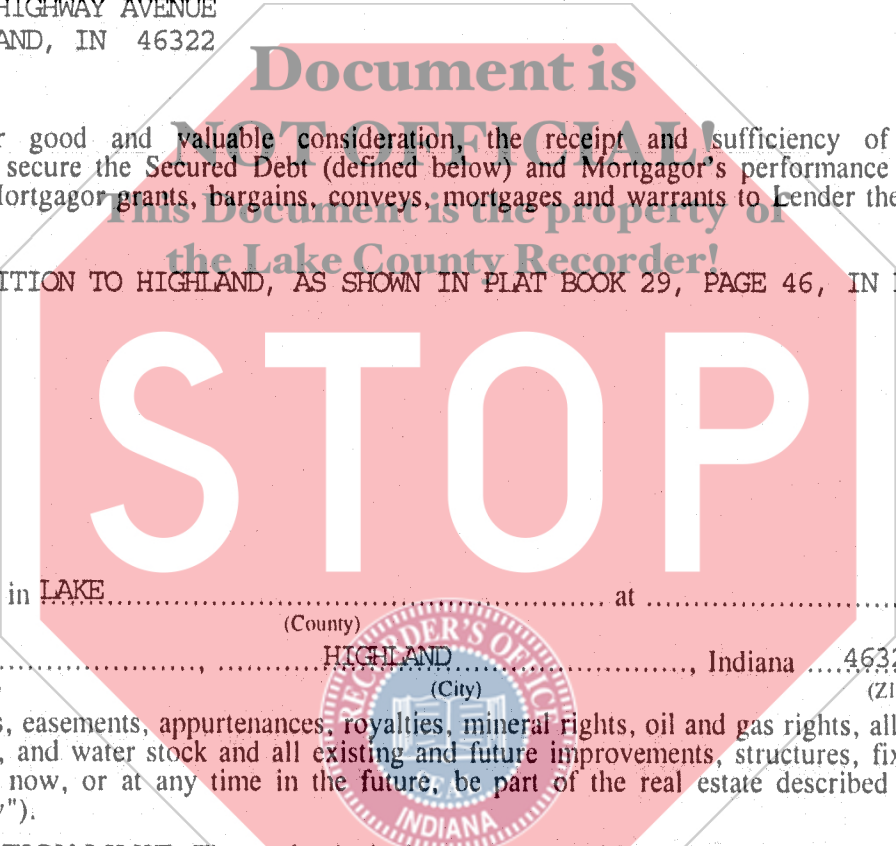 HIGHWAY AVENUE
AND, IN 46322
Document is
NOT OFFICIAL!
This Document is the property of
the Lake County Recorder!
good and valuable consideration, the receipt and sufficiency of
secure the Secured Debt (defined below) and Mortgagor's performance
Mortgagor grants, bargains, conveys, mortgages and warrants to Lender the
ITION TO HIGHLAND, AS SHOWN IN PLAT BOOK 29, PAGE 46, IN
STOP
in LAKE at
(County)
HIGHLAND, Indiana 4632
(City) (ZI
s, easements, appurtenances, royalties, mineral rights, oil and gas rights, all
, and water stock and all existing and future improvements, structures, fix
now, or at any time in the future, be part of the real estate described
").
RECORDER'S OFFICE
SEAL
INDIANA